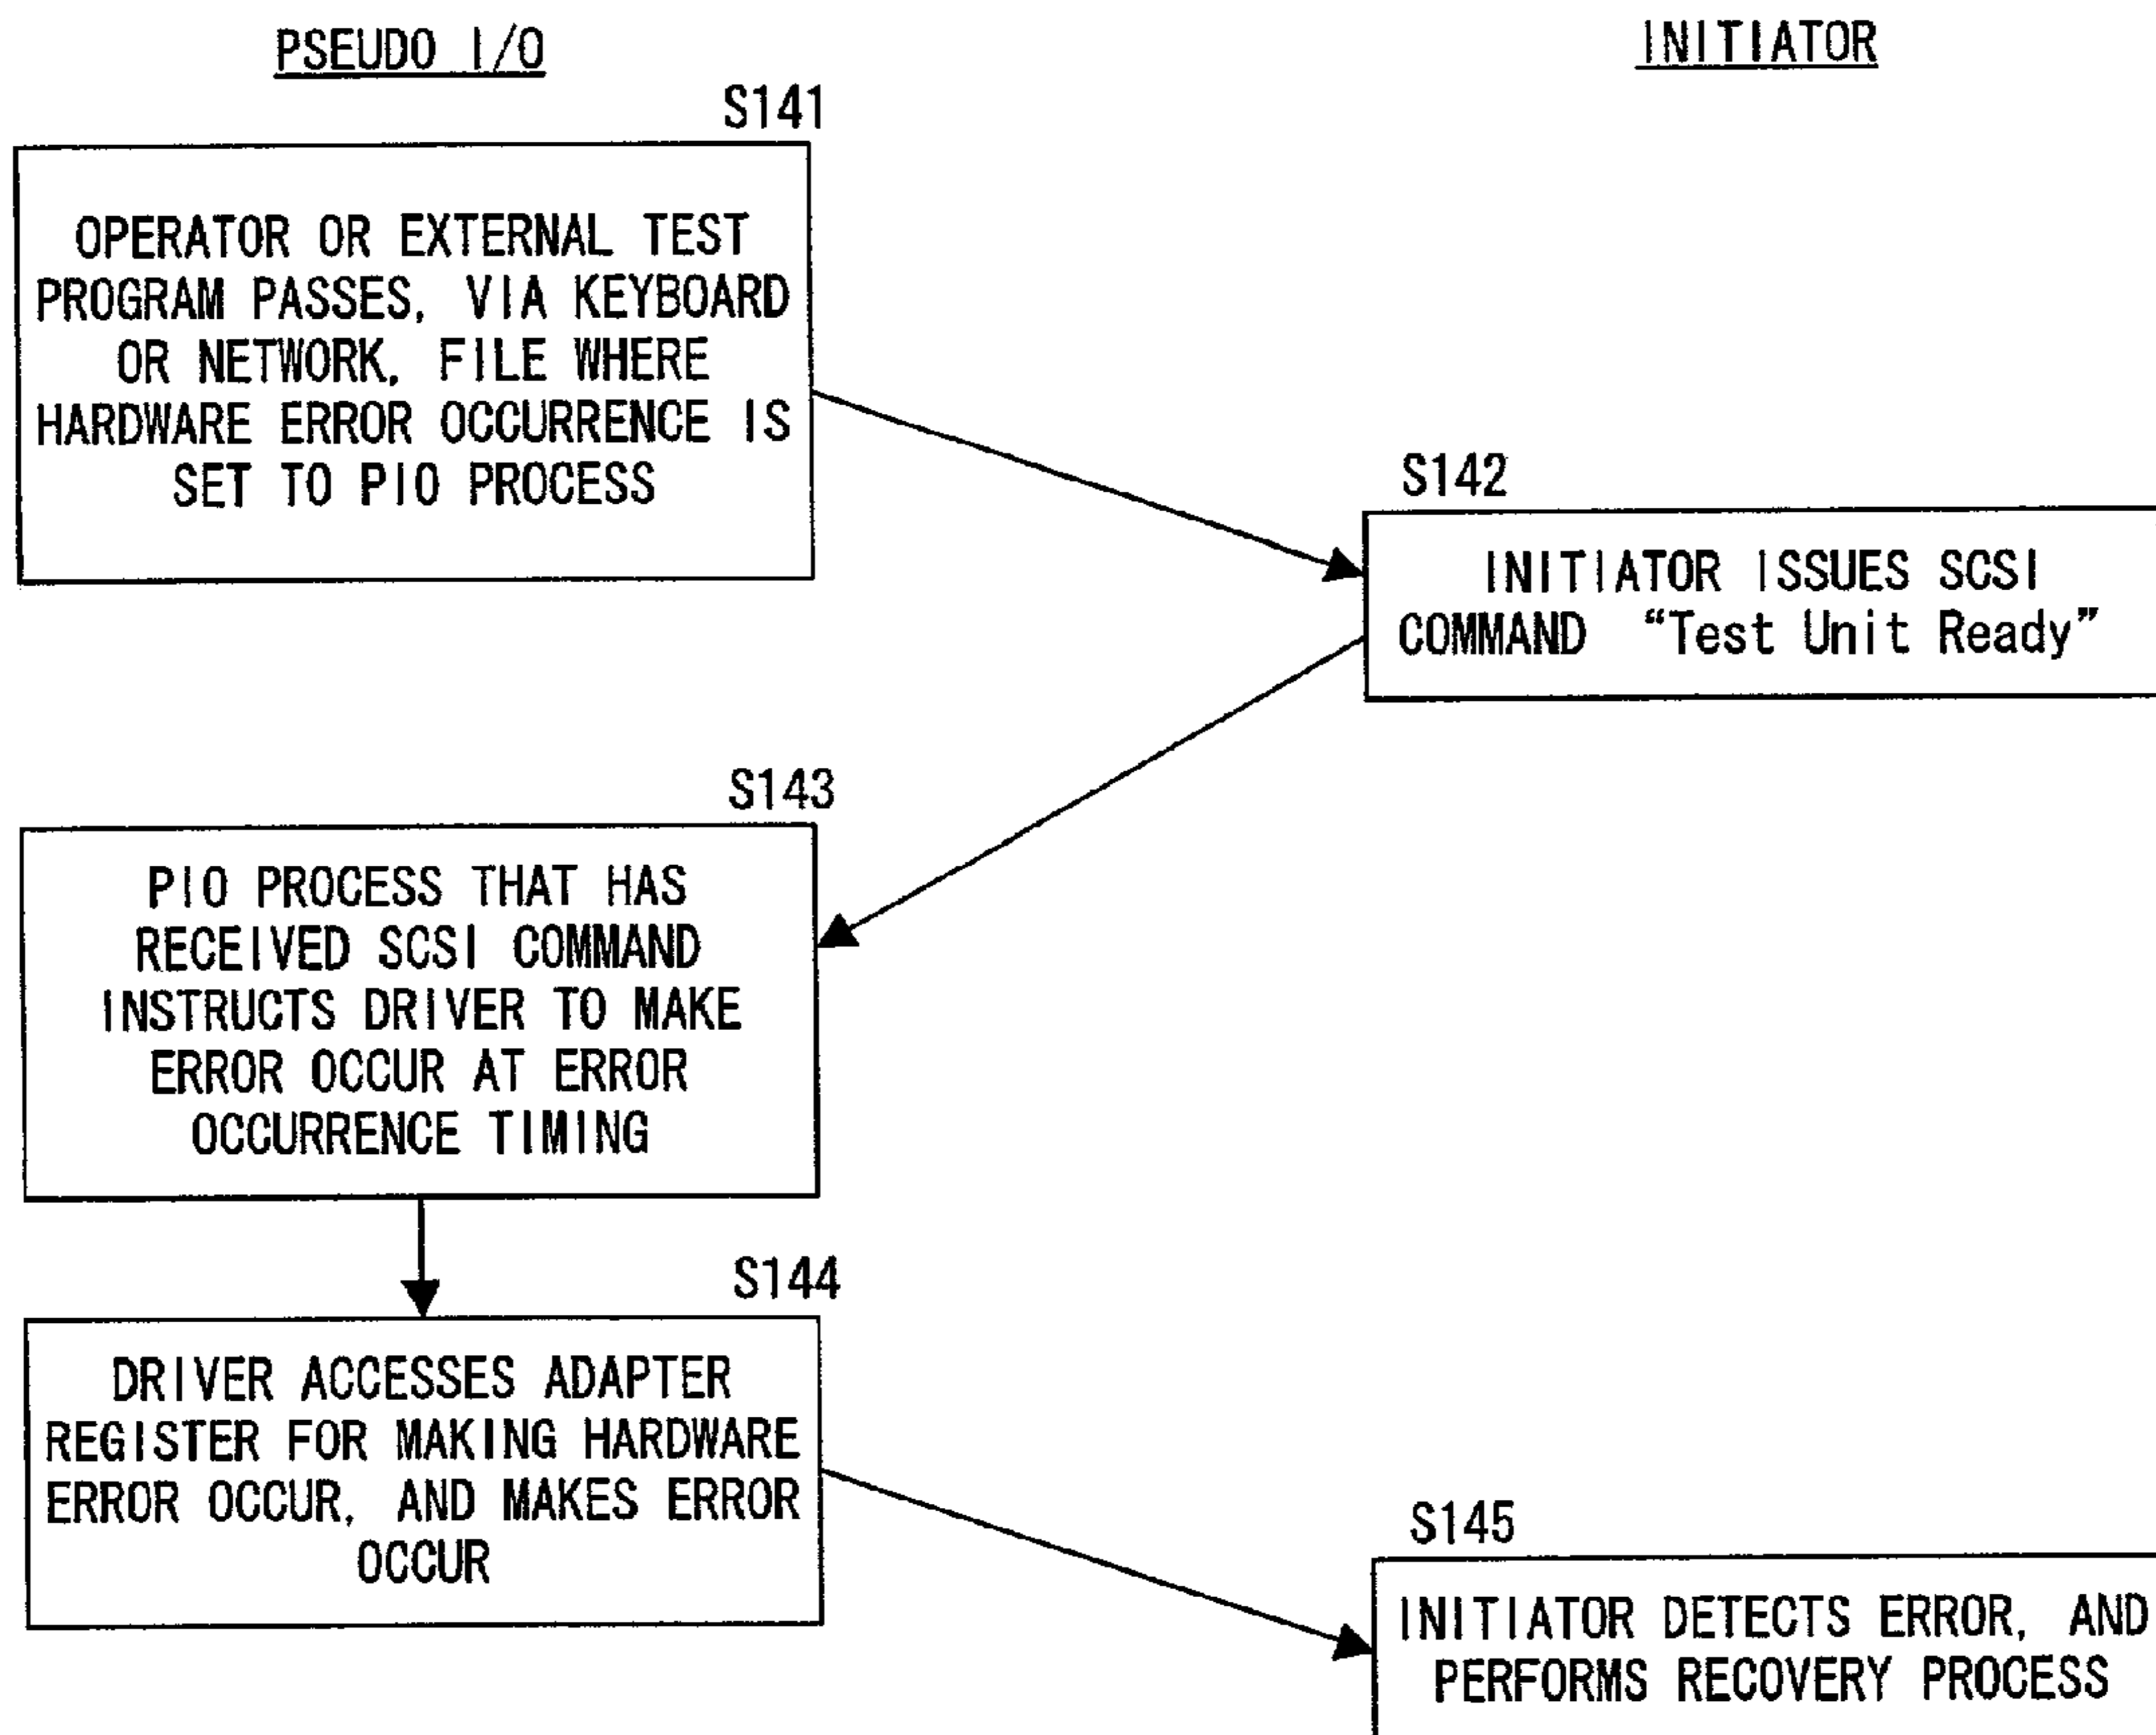 PSEUDO I/O
INITIATOR
S141
OPERATOR OR EXTERNAL TEST
PROGRAM PASSES, VIA KEYBOARD
OR NETWORK, FILE WHERE
HARDWARE ERROR OCCURRENCE IS
SET TO PIO PROCESS
S142
INITIATOR ISSUES SCSI
COMMAND “Test Unit Ready”
S143
PIO PROCESS THAT HAS
RECEIVED SCSI COMMAND
INSTRUCTS DRIVER TO MAKE
ERROR OCCUR AT ERROR
OCCURRENCE TIMING
S144
DRIVER ACCESSES ADAPTER
REGISTER FOR MAKING HARDWARE
ERROR OCCUR, AND MAKES ERROR
OCCUR
S145
INITIATOR DETECTS ERROR, AND
PERFORMS RECOVERY PROCESS